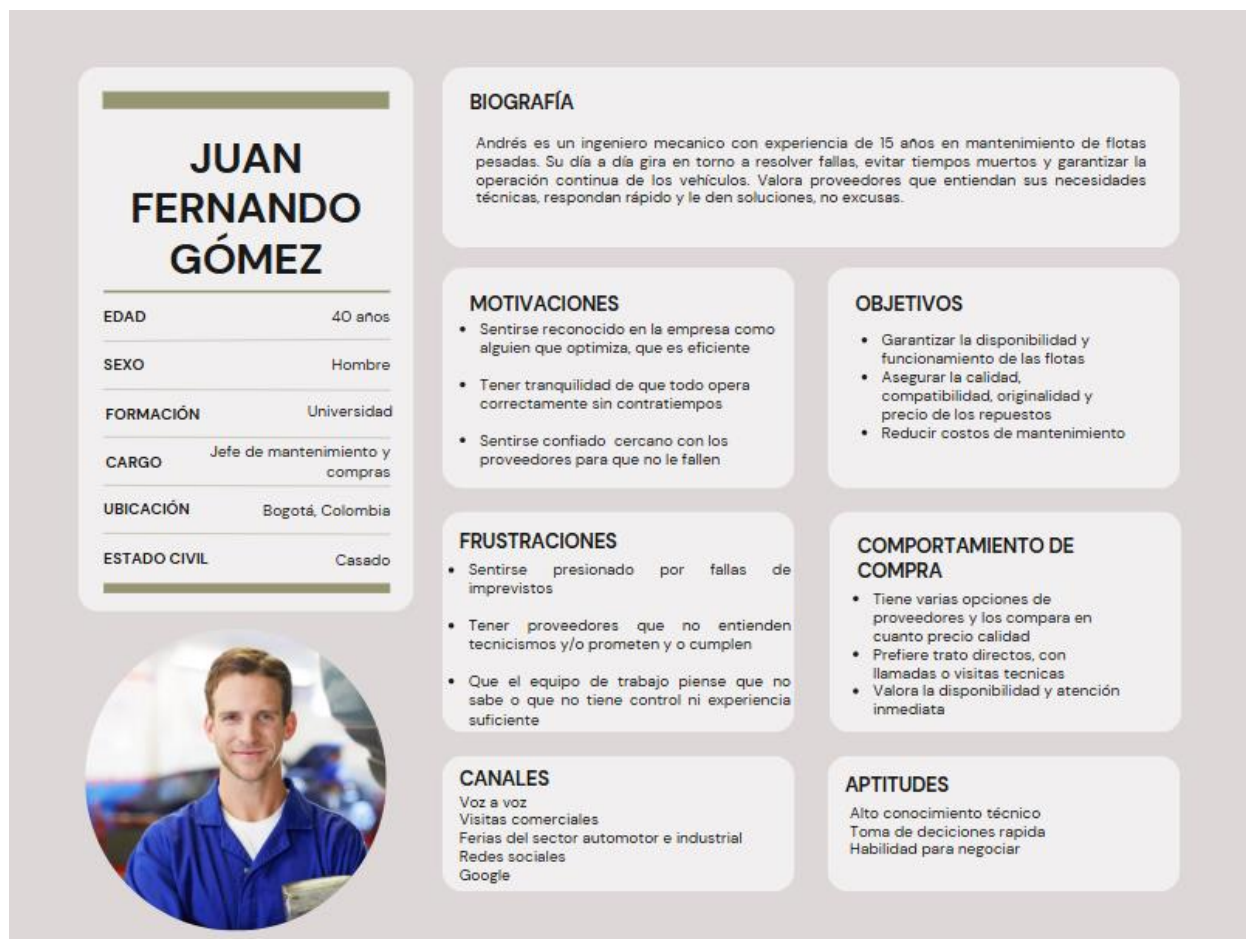 JUAN
FERNANDO
GÓMEZ
EDAD 40 años
SEXO Hombre
FORMACIÓN Universidad
CARGO Jefe de mantenimiento y
compras
UBICACIÓN Bogotá, Colombia
ESTADO CIVIL Casado
BIOGRAFÍA
Andrés es un ingeniero mecanico con experiencia de 15 años en mantenimiento de flotas
pesadas. Su día a día gira en torno a resolver fallas, evitar tiempos muertos y garantizar la
operación continua de los vehículos. Valora proveedores que entiendan sus necesidades
técnicas, respondan rápido y le den soluciones, no excusas.
MOTIVACIONES
• Sentirse reconocido en la empresa como
alguien que optimiza, que es eficiente
• Tener tranquilidad de que todo opera
correctamente sin contratiempos
• Sentirse confiado cercano con los
proveedores para que no le fallen
OBJETIVOS
• Garantizar la disponibilidad y
funcionamiento de las flotas
• Asegurar la calidad,
compatibilidad, originalidad y
precio de los repuestos
• Reducir costos de mantenimiento
FRUSTRACIONES
• Sentirse presionado por fallas de
imprevistos
• Tener proveedores que no entienden
tecnicismos y/o prometen y o cumplen
• Que el equipo de trabajo piense que no
sabe o que no tiene control ni experiencia
suficiente
COMPORTAMIENTO DE
COMPRA
• Tiene varias opciones de
proveedores y los compara en
cuanto precio calidad
• Prefiere trato directos, con
llamadas o visitas tecnicas
• Valora la disponibilidad y atención
inmediata
CANALES
Voz a voz
Visitas comerciales
Ferias del sector automotor e industrial
Redes sociales
Google
APTITUDES
Alto conocimiento técnico
Toma de deciciones rapida
Habilidad para negociar